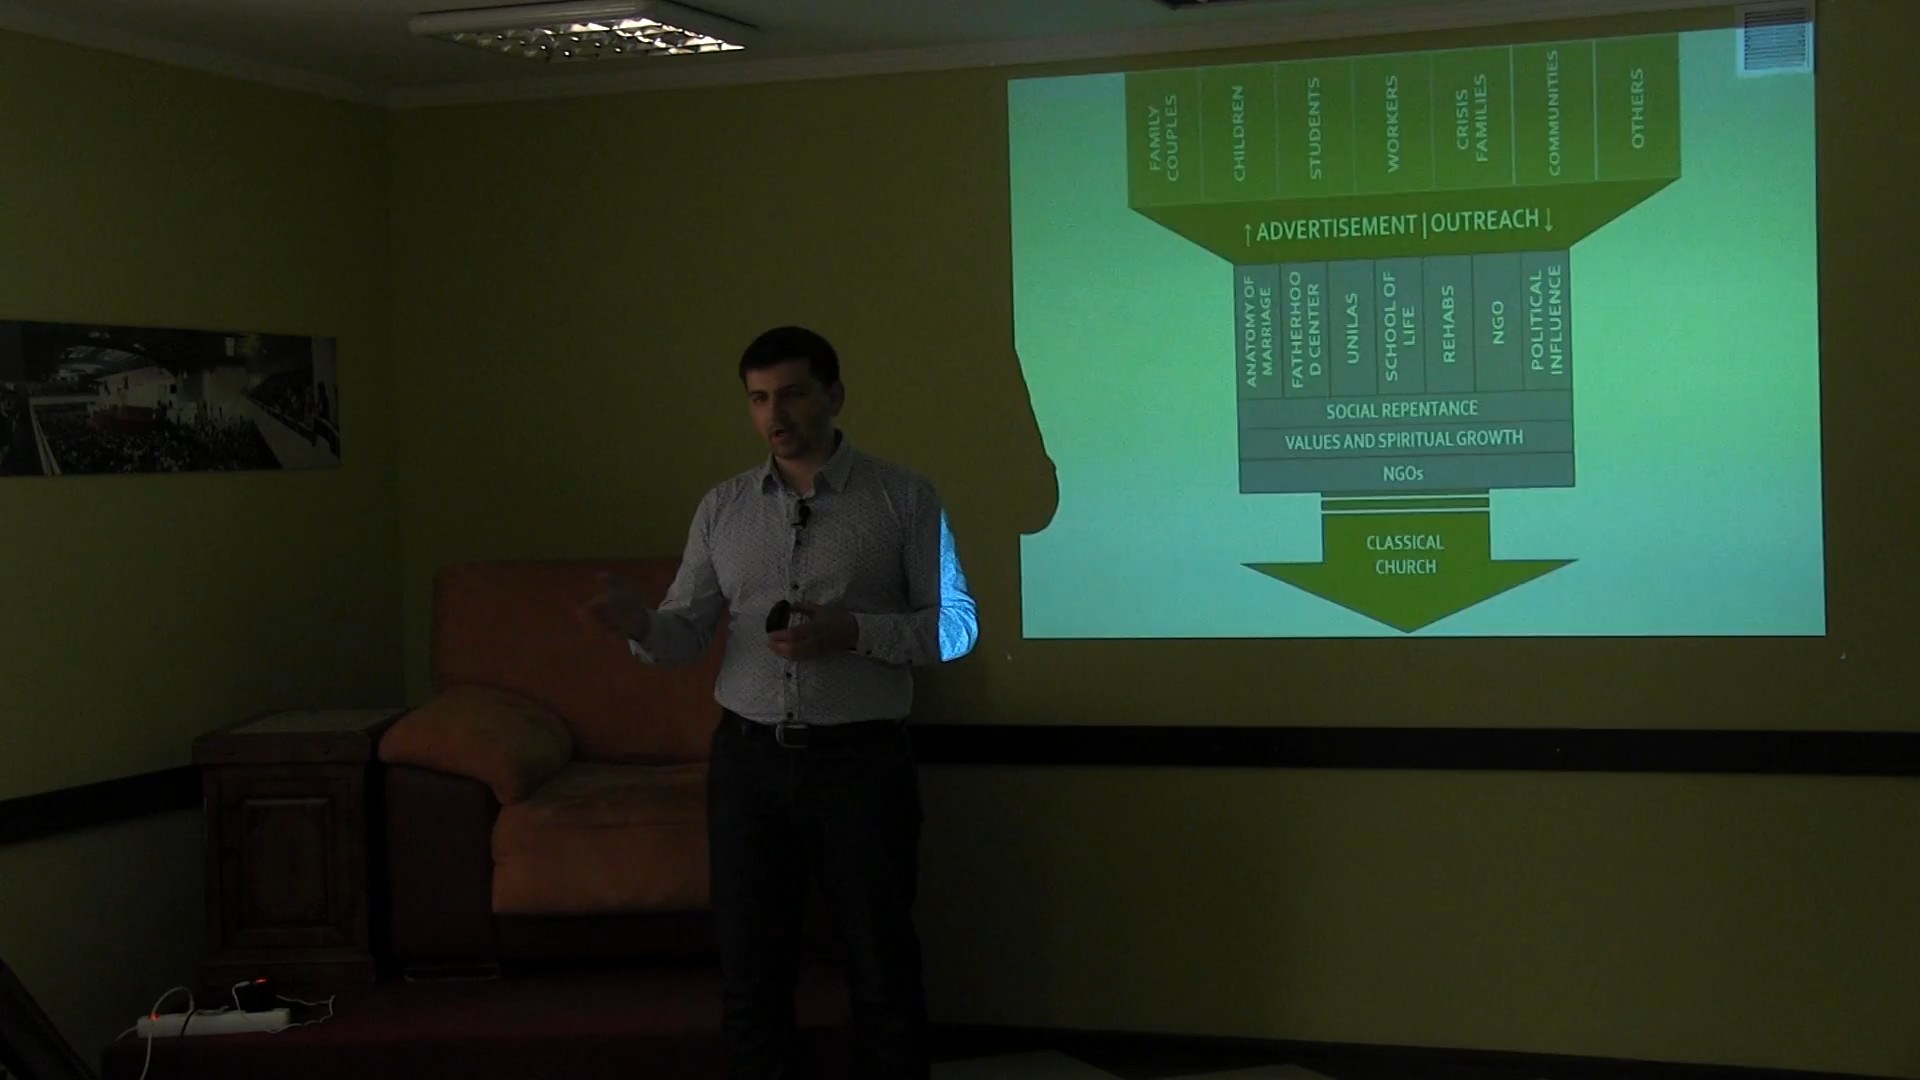 FAMILY
COUPLES
CHILDREN
STUDENTS
WORKERS
CRISIS
FAMILIES
COMMUNITIES
OTHERS
↑ ADVERTISEMENT | OUTREACH ↓
ANATOMY OF
MARRIAGE
FATHERHOO
D CENTER
UNILAS
SCHOOL OF
LIFE
REHABS
NGO
POLITICAL
INFLUENCE
SOCIAL REPENTANCE
VALUES AND SPIRITUAL GROWTH
NGOs
CLASSICAL
CHURCH